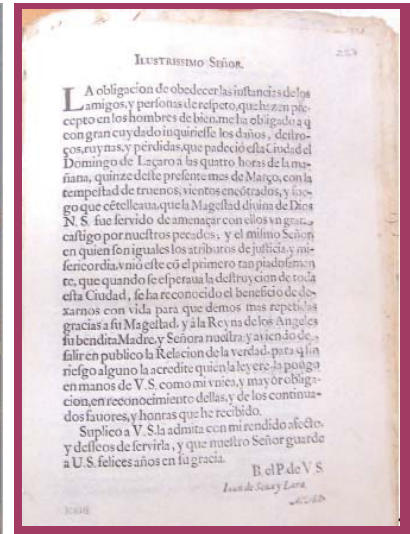 227
ILUSTRISSIMO SEÑOR.
LA obligacion de obedecer las instancias de los
amigos, y personas de respeto, que hazen pre-
cepto en los hombres de bien, me ha obligado a q̃
con gran cuydado inquiriesse los daños, destro-
ços, ruynas, y pérdidas, que padeciò esta Ciudad el
Domingo de Laçaro a las quatro horas de la ma-
ñana, quinze deste presente mes de Março, con la
tempestad de truenos, vientos encõtrados, y fue-
go que cẽtelleaua, que la Magestad diuina de Dios
N. S. fue seruido de amenaçar con ellos vn gran
castigo por nuestros pecados; y el mismo Señor,
en quien son iguales los atributos de justicia, y mi-
sericordia, vniò este cõ el primero tan piadosamen
te, que quando se esperaua la destruycion de toda
esta Ciudad, se ha reconocido el beneficio de de-
xarnos con vida para que demos mas repetidas
gracias a su Magestad, y à la Reyna de los Angeles
su bendita Madre, y Señora nuestra: y auiendo de
salir en publico la Relacion de la verdad, para q̃ sin
riesgo alguno la acredite quien la leyere, la pongo
en manos de V. S. como mi vnica, y mayor obliga-
cion, en reconocimiento dellas, y de los continua-
dos fauores, y honras que he recibido.
Suplico a V. S. la admita con mi rendido afecto,
y desseos de seruirla, y que nuestro Señor guarde
a U. S. felices años en su gracia.
B. el P. de V. S.
Iuan de Sosa y Lara